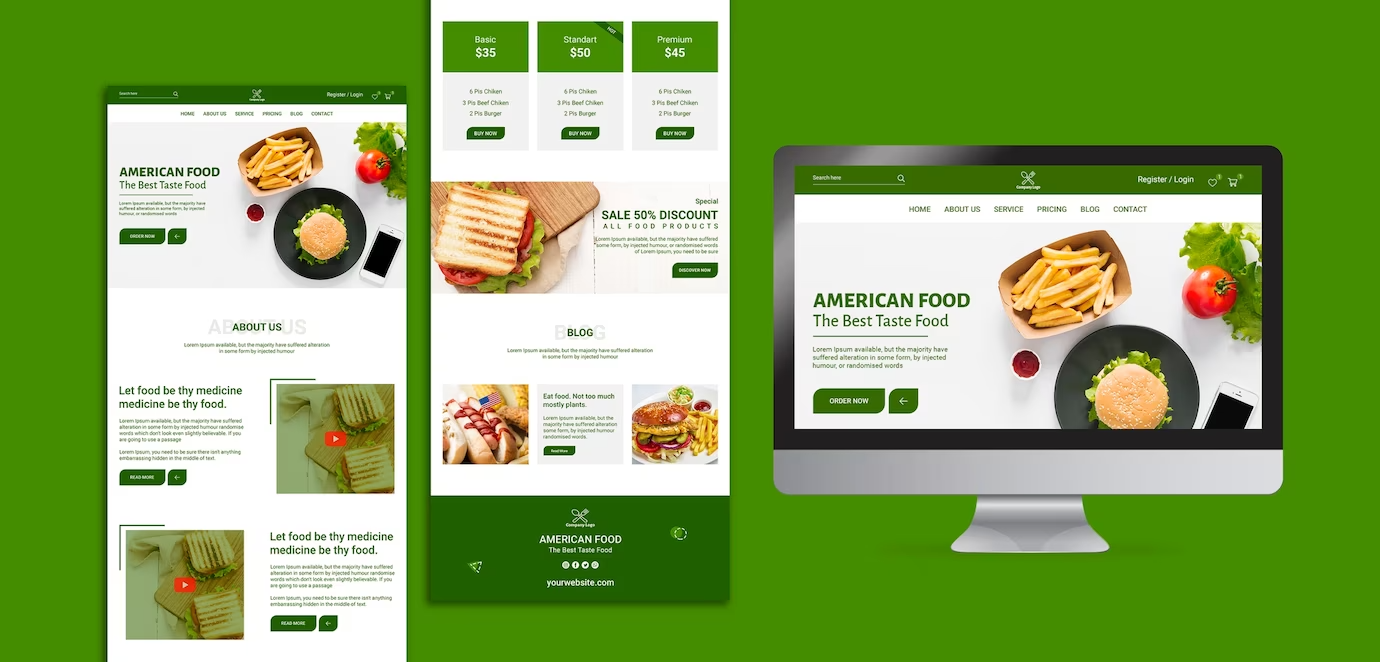 Search here
Company Logo
Register / Login
1
1
HOME ABOUT US SERVICE PRICING BLOG CONTACT
AMERICAN FOOD
The Best Taste Food
Lorem Ipsum available, but the majority have
suffered alteration in some form, by injected
humour, or randomised words
ORDER NOW
ABOUT US
ABOUT US
Lorem Ipsum available, but the majority have suffered alteration
in some form by injected humour
Let food be thy medicine
medicine be thy food.
Lorem Ipsum available, but the majority have suffered
alteration in some form, by injected humour, or randomise
words which don't look even slightly believable. If you
are going to use a passage
Lorem Ipsum, you need to be sure there isn't anything
embarrassing hidden in the middle of text.
READ MORE
Let food be thy medicine
medicine be thy food.
Lorem Ipsum available, but the majority have suffered
alteration in some form, by injected humour, or randomise
words which don't look even slightly believable. If you
are going to use a passage
Lorem Ipsum, you need to be sure there isn't anything
embarrassing hidden in the middle of text.
READ MORE
Basic
$35
6 Pis Chiken
3 Pis Beef Chiken
2 Pis Burger
BUY NOW
HOT
Standart
$50
6 Pis Chiken
3 Pis Beef Chiken
2 Pis Burger
BUY NOW
Premium
$45
6 Pis Chiken
3 Pis Beef Chiken
2 Pis Burger
BUY NOW
Special
SALE 50% DISCOUNT
ALL FOOD PRODUCTS
Lorem Ipsum available, but the majority have suffered
some form, by injected humour, or randomised words
of Lorem Ipsum, you need to be sure
DISCOVER NOW
BLOG
BLOG
Lorem Ipsum available, but the majority have suffered alteration
in some form by injected humour
Eat food. Not too much
mostly plants.
Lorem Ipsum available, but
the majority have suffered
alteration in some form, by
injected humour, or
randomised words.
Read More
Company Logo
AMERICAN FOOD
The Best Taste Food
yourwebsite.com
Search here
Company Logo
Register / Login
1
1
HOME ABOUT US SERVICE PRICING BLOG CONTACT
AMERICAN FOOD
The Best Taste Food
Lorem Ipsum available, but the majority have
suffered alteration in some form, by injected
humour, or randomised words
ORDER NOW